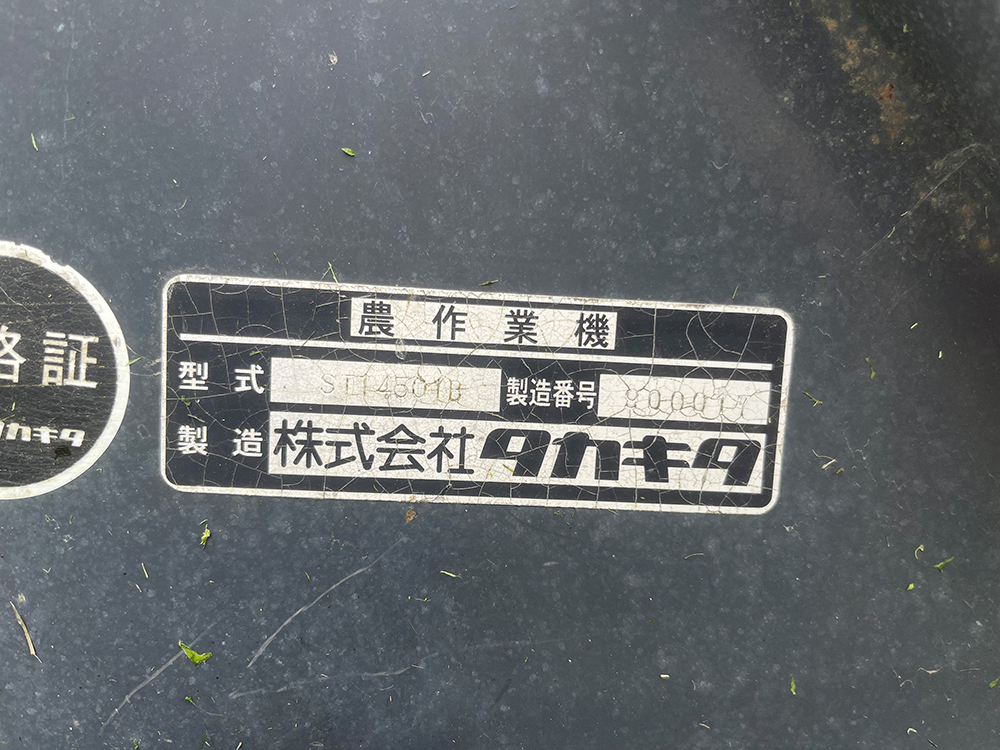 農作業機
型式 製造番号
製造 株式会社タカキタ
格証
タカキタ